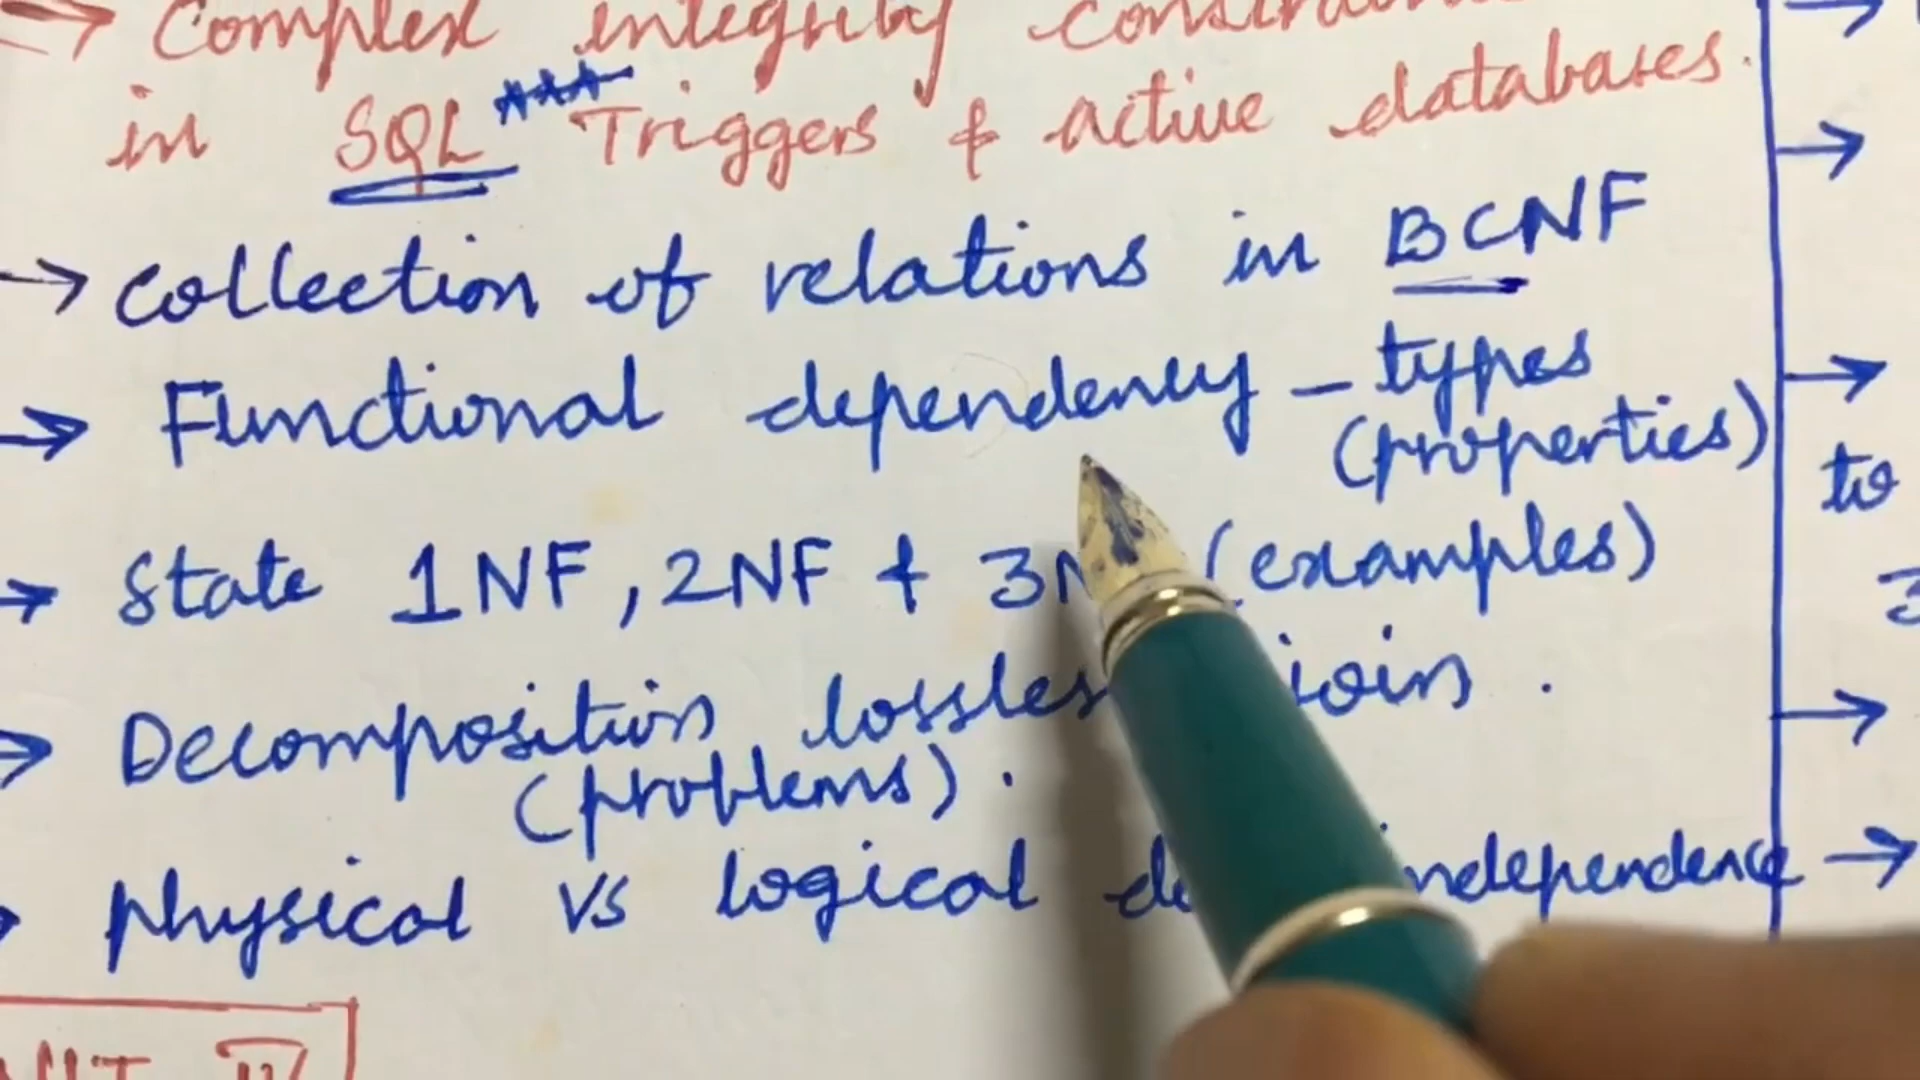 → Complex integrity
in SQL *** Triggers & active databases.
→ Collection of relations in BCNF
→ Functional dependency – types
(properties)
→ State 1NF, 2NF & (examples)
→ Decomposition join.
(problems).
Physical vs logical independence
to